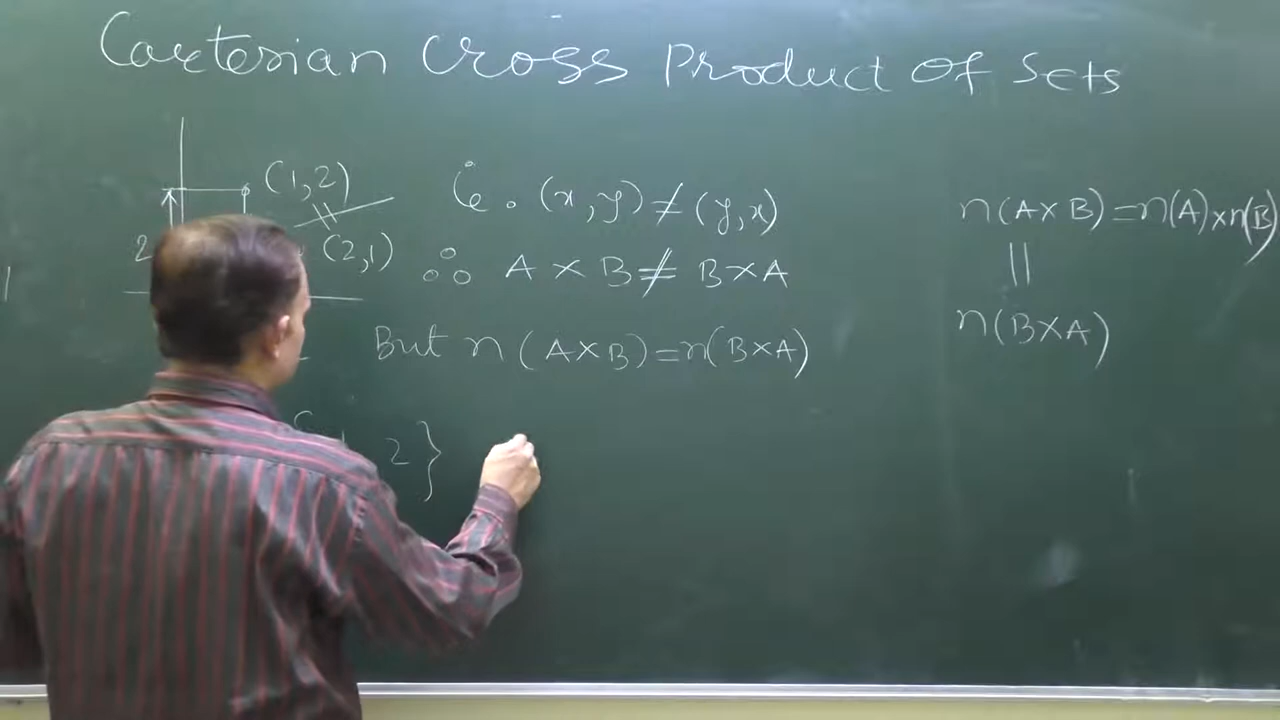 Cartesian Cross Product Of Sets
(1,2)
2
(2,1)
i.e. (x,y) ≠ (y,x)
∴ A × B ≠ B × A
But n (A×B) = n(B×A)
2 }
n(A×B) = n(A)×n(B)
||
n(B×A)